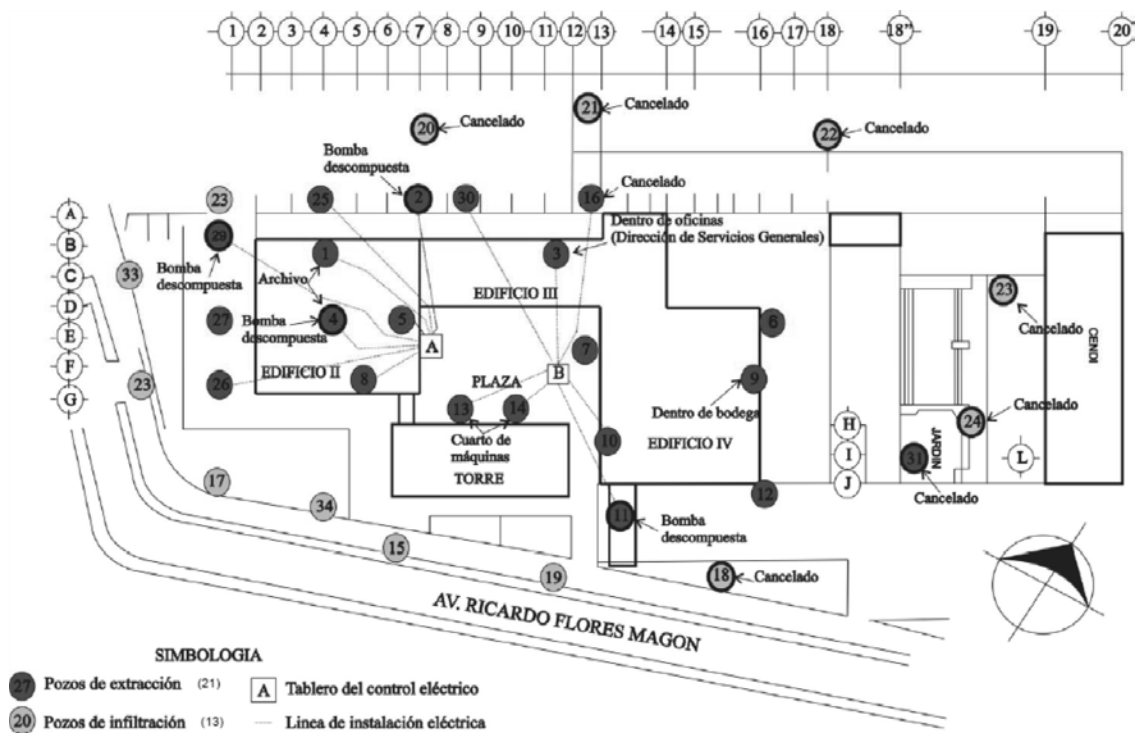 1 2 3 4 5 6 7 8 9 10 11 12 13 14 15 16 17 18 18" 19 20"
21 Cancelado
20 Cancelado
22 Cancelado
Bomba
descompuesta
23 25 2 30 16 Cancelado
A
B
C
D
E
F
G
Dentro de oficinas
(Dirección de Servicios Generales)
Bomba
descompuesta
33
1
3
Archivo
EDIFICIO III
23
Cancelado
27
Bomba
descompuesta
4
5
A
6
7
CENDI
EDIFICIO II
23
26
8
PLAZA
B
9
Dentro de bodega
13
14
Cuarto de
máquinas
TORRE
10
EDIFICIO IV
H
I
J
JARDIN
24
Cancelado
31
Cancelado
L
17
34
15
19
11
Bomba
descompuesta
12
18
Cancelado
AV. RICARDO FLORES MAGON
SIMBOLOGIA
27 Pozos de extracción (21)
A Tablero del control eléctrico
20 Pozos de infiltración (13)
Linea de instalación eléctrica